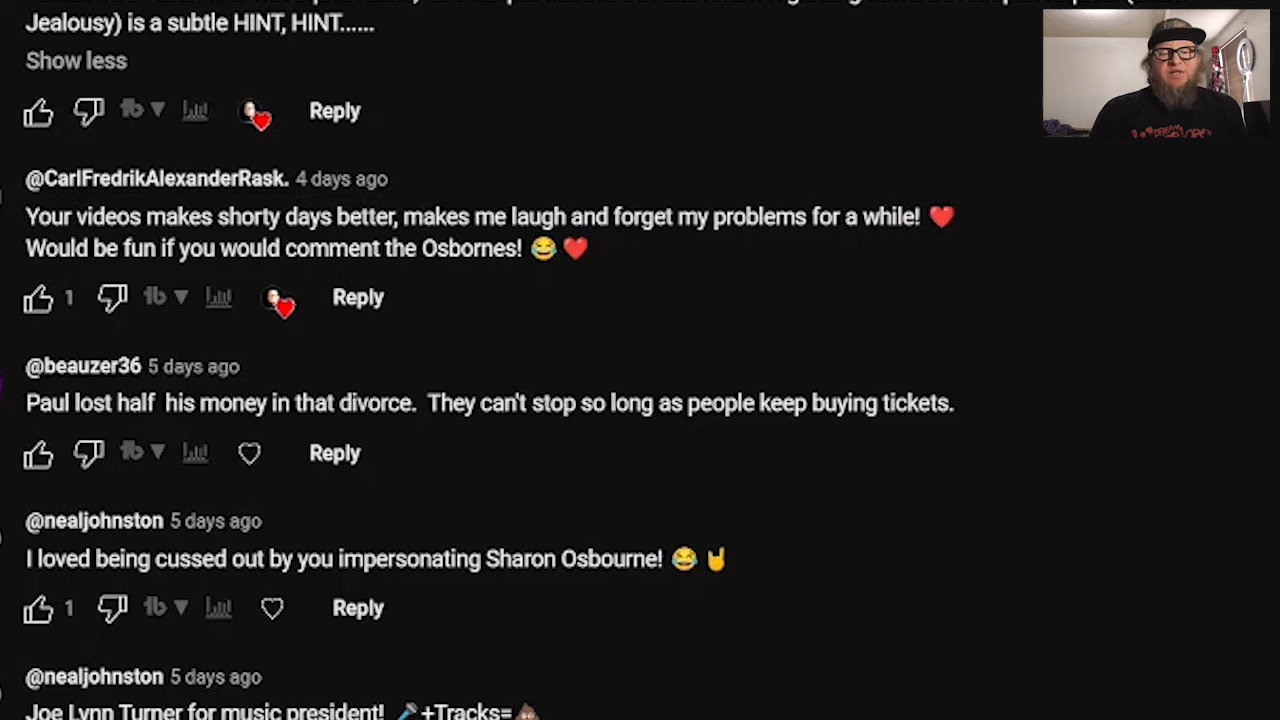 Jealousy) is a subtle HINT, HINT......
Show less
Reply
@CarlFredrikAlexanderRask. 4 days ago
Your videos makes shorty days better, makes me laugh and forget my problems for a while! ❤️
Would be fun if you would comment the Osbornes! 😂 ❤️
1 Reply
@beauzer36 5 days ago
Paul lost half his money in that divorce. They can't stop so long as people keep buying tickets.
Reply
@nealjohnston 5 days ago
I loved being cussed out by you impersonating Sharon Osbourne! 😂 🤘
1 Reply
@nealjohnston 5 days ago
Joe Lynn Turner for music president! 🎤+Tracks=💩